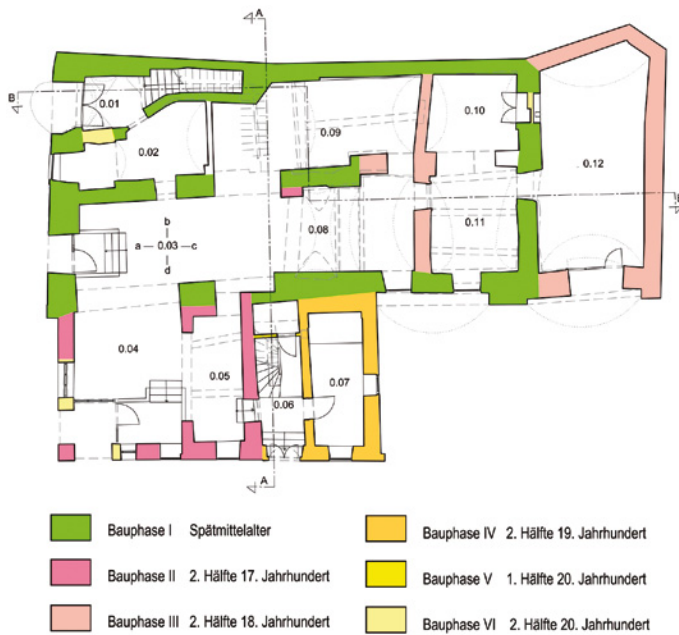 A
B
0.01
0.02
0.09
0.10
0.12
b
a — 0.03 — c
d
0.08
0.11
0.04
0.05
0.06
0.07
A
Bauphase I Spätmittelalter
Bauphase II 2. Hälfte 17. Jahrhundert
Bauphase III 2. Hälfte 18. Jahrhundert
Bauphase IV 2. Hälfte 19. Jahrhundert
Bauphase V 1. Hälfte 20. Jahrhundert
Bauphase VI 2. Hälfte 20. Jahrhundert